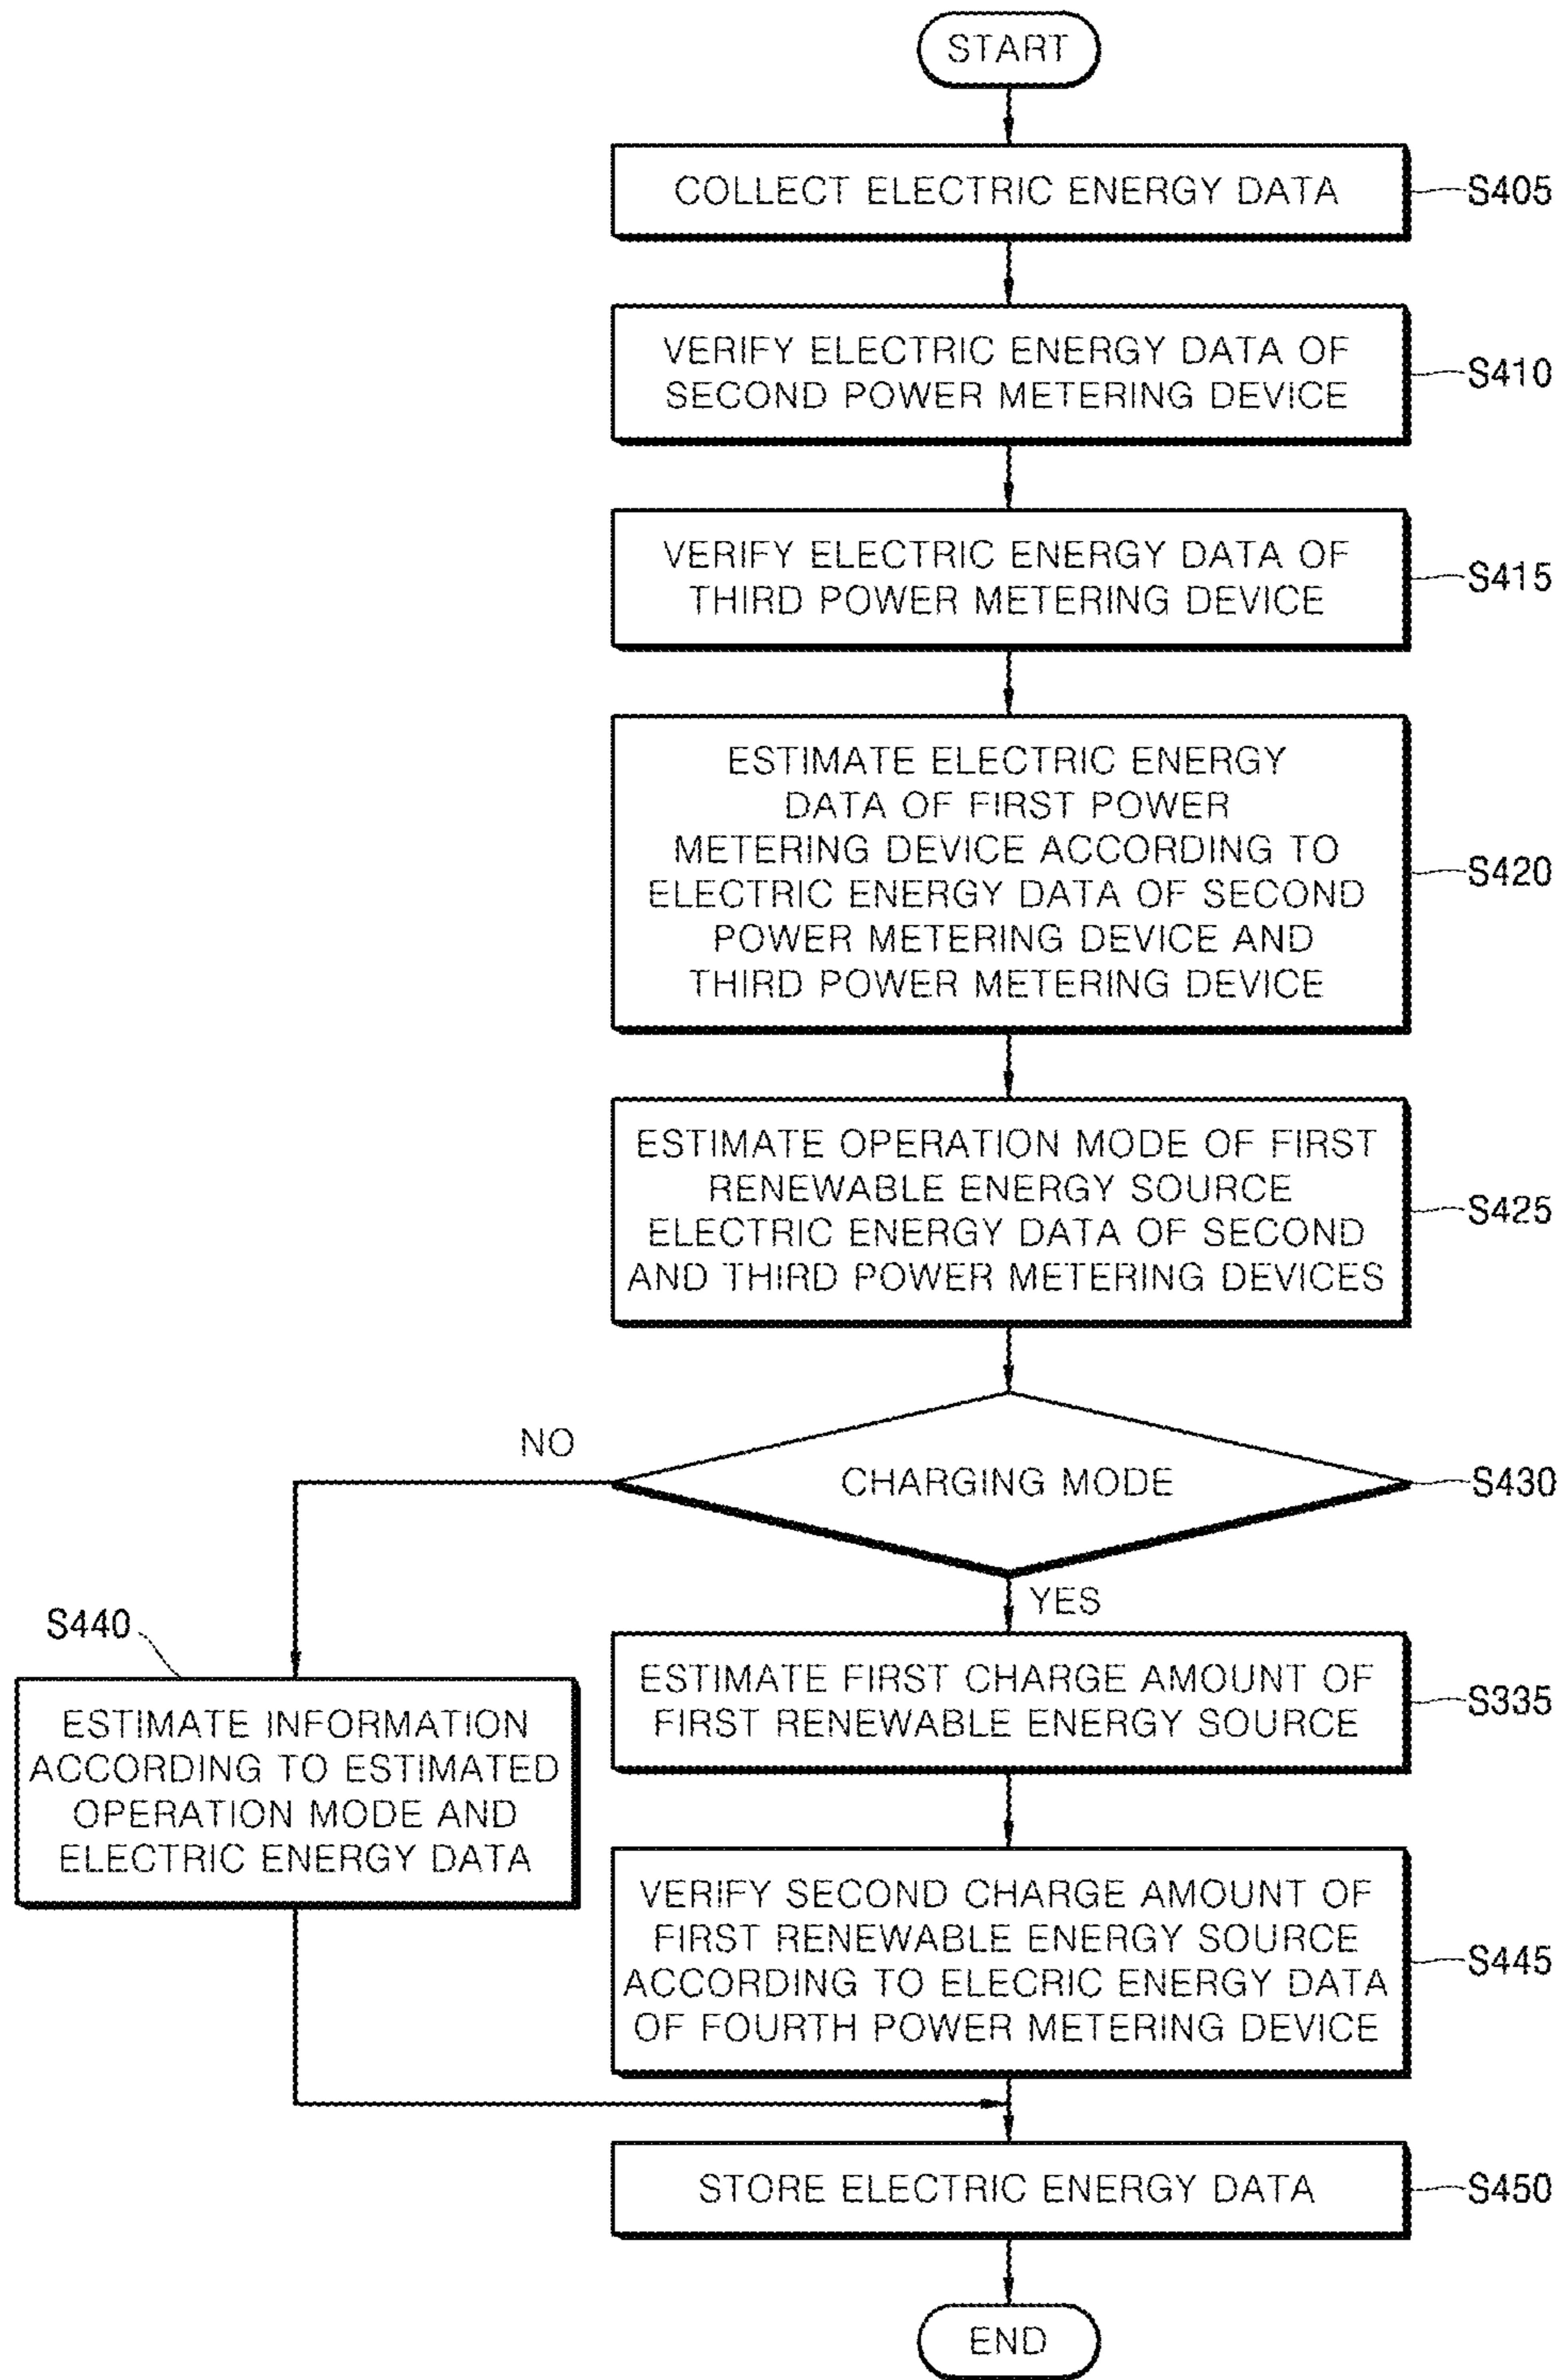 START
COLLECT ELECTRIC ENERGY DATA
S405
VERIFY ELECTRIC ENERGY DATA OF
SECOND POWER METERING DEVICE
S410
VERIFY ELECTRIC ENERGY DATA OF
THIRD POWER METERING DEVICE
S415
ESTIMATE ELECTRIC ENERGY
DATA OF FIRST POWER
METERING DEVICE ACCORDING TO
ELECTRIC ENERGY DATA OF SECOND
POWER METERING DEVICE AND
THIRD POWER METERING DEVICE
S420
ESTIMATE OPERATION MODE OF FIRST
RENEWABLE ENERGY SOURCE
ELECTRIC ENERGY DATA OF SECOND
AND THIRD POWER METERING DEVICES
S425
NO
CHARGING MODE
S430
YES
S440
ESTIMATE INFORMATION
ACCORDING TO ESTIMATED
OPERATION MODE AND
ELECTRIC ENERGY DATA
ESTIMATE FIRST CHARGE AMOUNT OF
FIRST RENEWABLE ENERGY SOURCE
S335
VERIFY SECOND CHARGE AMOUNT OF
FIRST RENEWABLE ENERGY SOURCE
ACCORDING TO ELECRIC ENERGY DATA
OF FOURTH POWER METERING DEVICE
S445
STORE ELECTRIC ENERGY DATA
S450
END